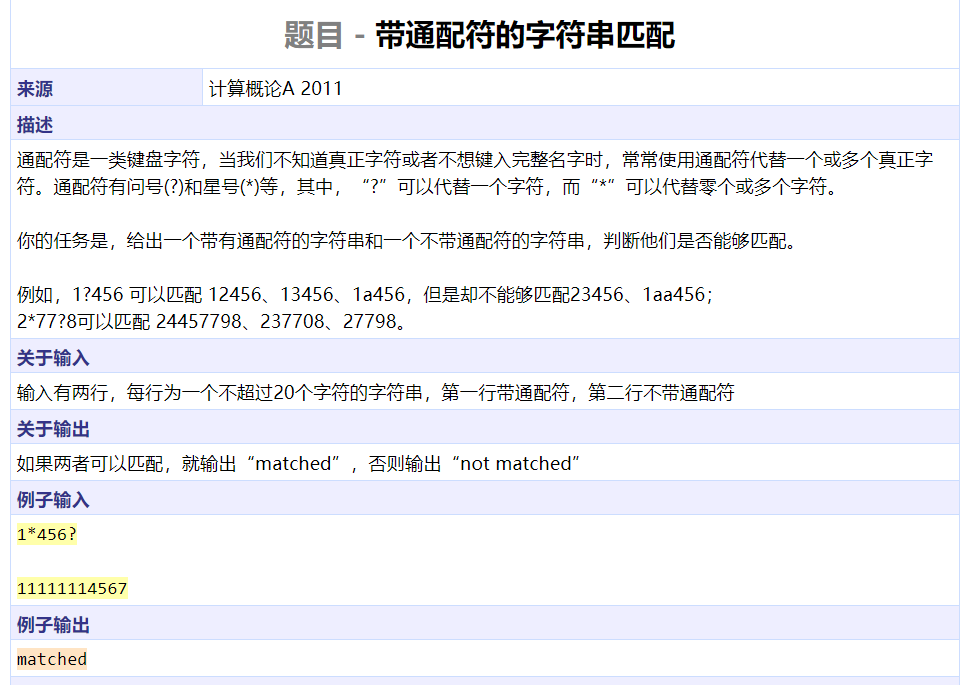 题目 - 带通配符的字符串匹配
来源 计算概论A 2011
描述
通配符是一类键盘字符，当我们不知道真正字符或者不想键入完整名字时，常常使用通配符代替一个或多个真正字
符。通配符有问号(?)和星号(*)等，其中，“?”可以代替一个字符，而“*”可以代替零个或多个字符。
你的任务是，给出一个带有通配符的字符串和一个不带通配符的字符串，判断他们是否能够匹配。
例如，1?456 可以匹配 12456、13456、1a456，但是却不能够匹配23456、1aa456；
2*77?8可以匹配 24457798、237708、27798。
关于输入
输入有两行，每行为一个不超过20个字符的字符串，第一行带通配符，第二行不带通配符
关于输出
如果两者可以匹配，就输出“matched”，否则输出“not matched”
例子输入
1*456?
11111114567
例子输出
matched